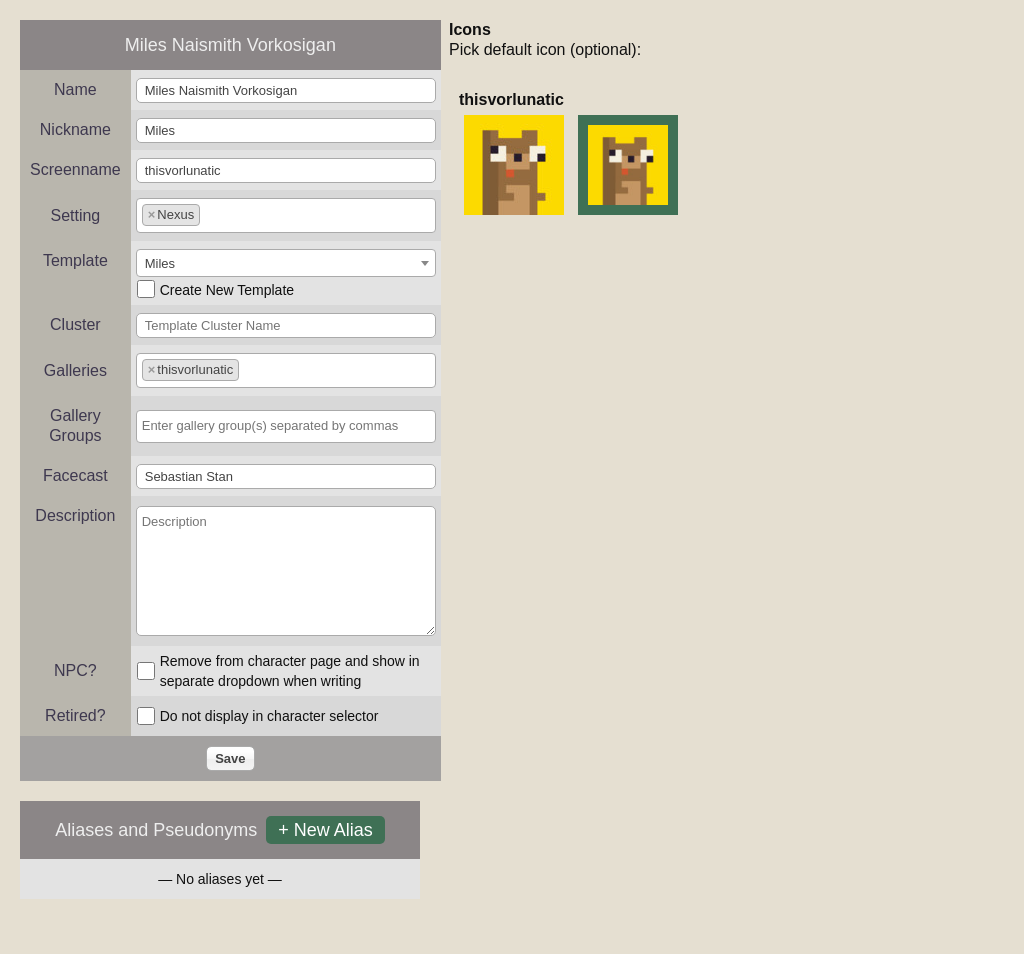 Miles Naismith Vorkosigan
Name
Miles Naismith Vorkosigan
Nickname
Miles
Screenname
thisvorlunatic
Setting
×Nexus
Template
Miles
Create New Template
Cluster
Template Cluster Name
Galleries
×thisvorlunatic
Gallery
Groups
Enter gallery group(s) separated by commas
Facecast
Sebastian Stan
Description
Description
NPC?
Remove from character page and show in
separate dropdown when writing
Retired?
Do not display in character selector
Save
Aliases and Pseudonyms + New Alias
— No aliases yet —
Icons
Pick default icon (optional):
thisvorlunatic